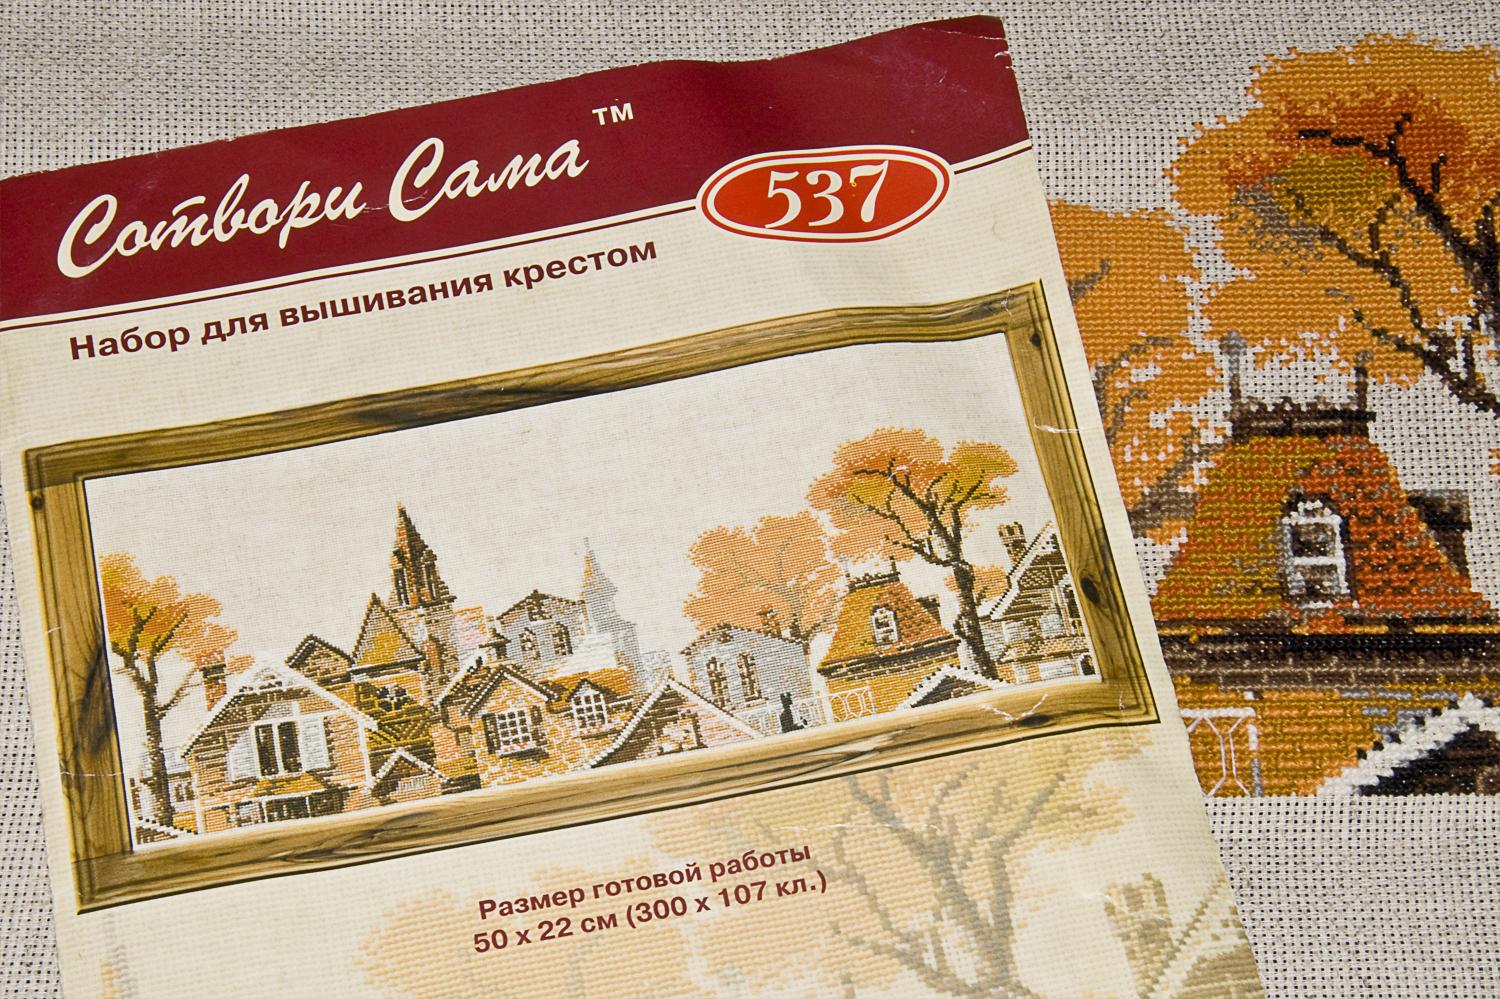 Сотвори Сама™
537
Набор для вышивания крестом
Размер готовой работы
50 х 22 см (300 х 107 кл.)